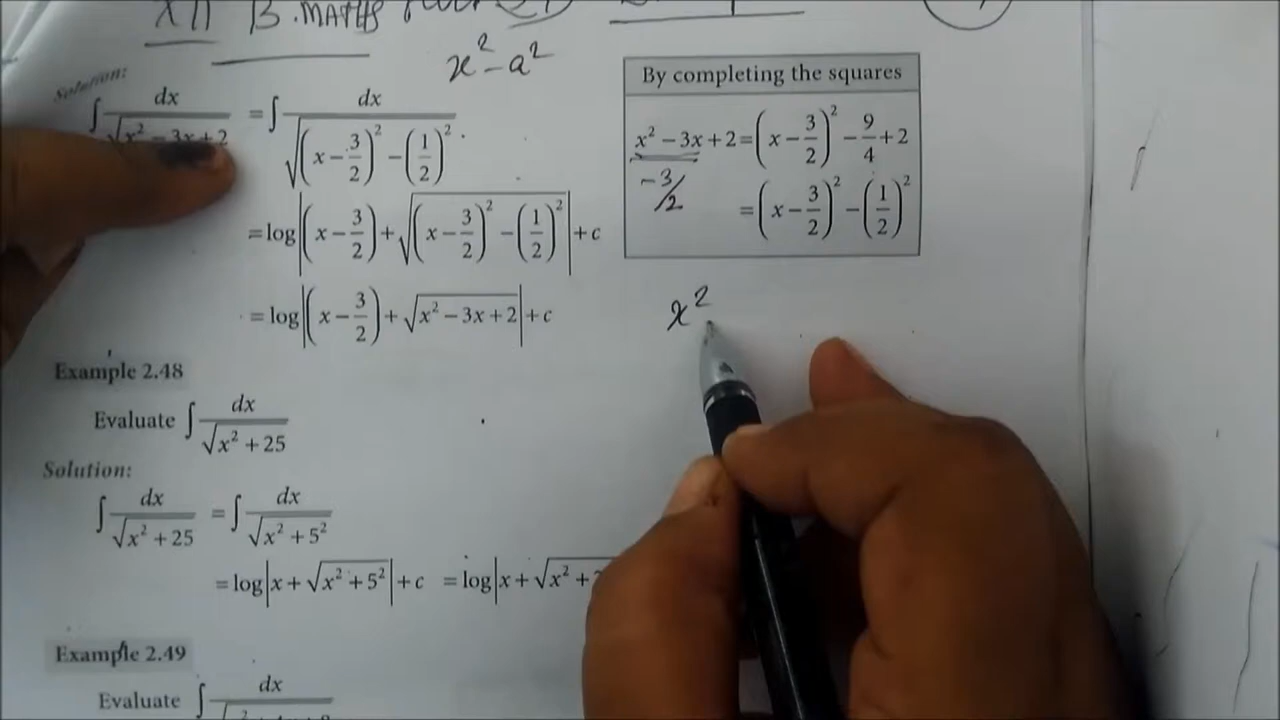 XII B.MATHS
x² - a²
Solution:
∫ dx/√(x² - 3x + 2) = ∫ dx/√((x - 3/2)² - (1/2)²) .
= log|(x - 3/2) + √((x - 3/2)² - (1/2)²)| + c
= log|(x - 3/2) + √(x² - 3x + 2)| + c
By completing the squares
x² - 3x + 2 = (x - 3/2)² - 9/4 + 2
-3/2
= (x - 3/2)² - (1/2)²
x²
Example 2.48
Evaluate ∫ dx/√(x² + 25)
Solution:
∫ dx/√(x² + 25) = ∫ dx/√(x² + 5²)
= log|x + √(x² + 5²)| + c = log|x + √(x² +
Example 2.49
Evaluate ∫ dx